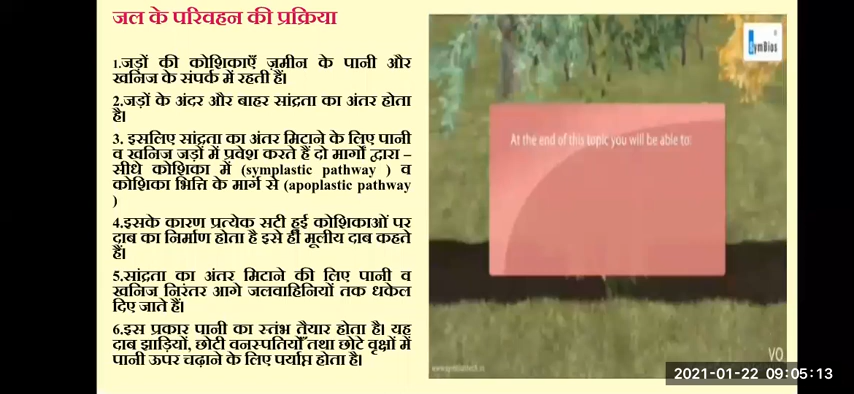 जल के परिवहन की प्रक्रिया
1.जड़ों की कोशिकाएँ ज़मीन के पानी और
खनिज के संपर्क में रहती हैं।
2.जड़ों के अंदर और बाहर सांद्रता का अंतर होता
है।
3. इसलिए सांद्रता का अंतर मिटाने के लिए पानी
व खनिज जड़ों में प्रवेश करते हैं दो मार्गों द्वारा –
सीधे कोशिका में (symplastic pathway ) व
कोशिका भित्ति के मार्ग से (apoplastic pathway
)
4.इसके कारण प्रत्येक सटी हुई कोशिकाओं पर
दाब का निर्माण होता है इसे ही मूलीय दाब कहते
हैं।
5.सांद्रता का अंतर मिटाने की लिए पानी व
खनिज निरंतर आगे जलवाहिनियों तक धकेल
दिए जाते हैं।
6.इस प्रकार पानी का स्तंभ तैयार होता है। यह
दाब झाड़ियों, छोटी वनस्पतियों तथा छोटे वृक्षों में
पानी ऊपर चढ़ाने के लिए पर्याप्त होता है।
At the end of this topic you will be able to:
VO
2021-01-22 09:05:13